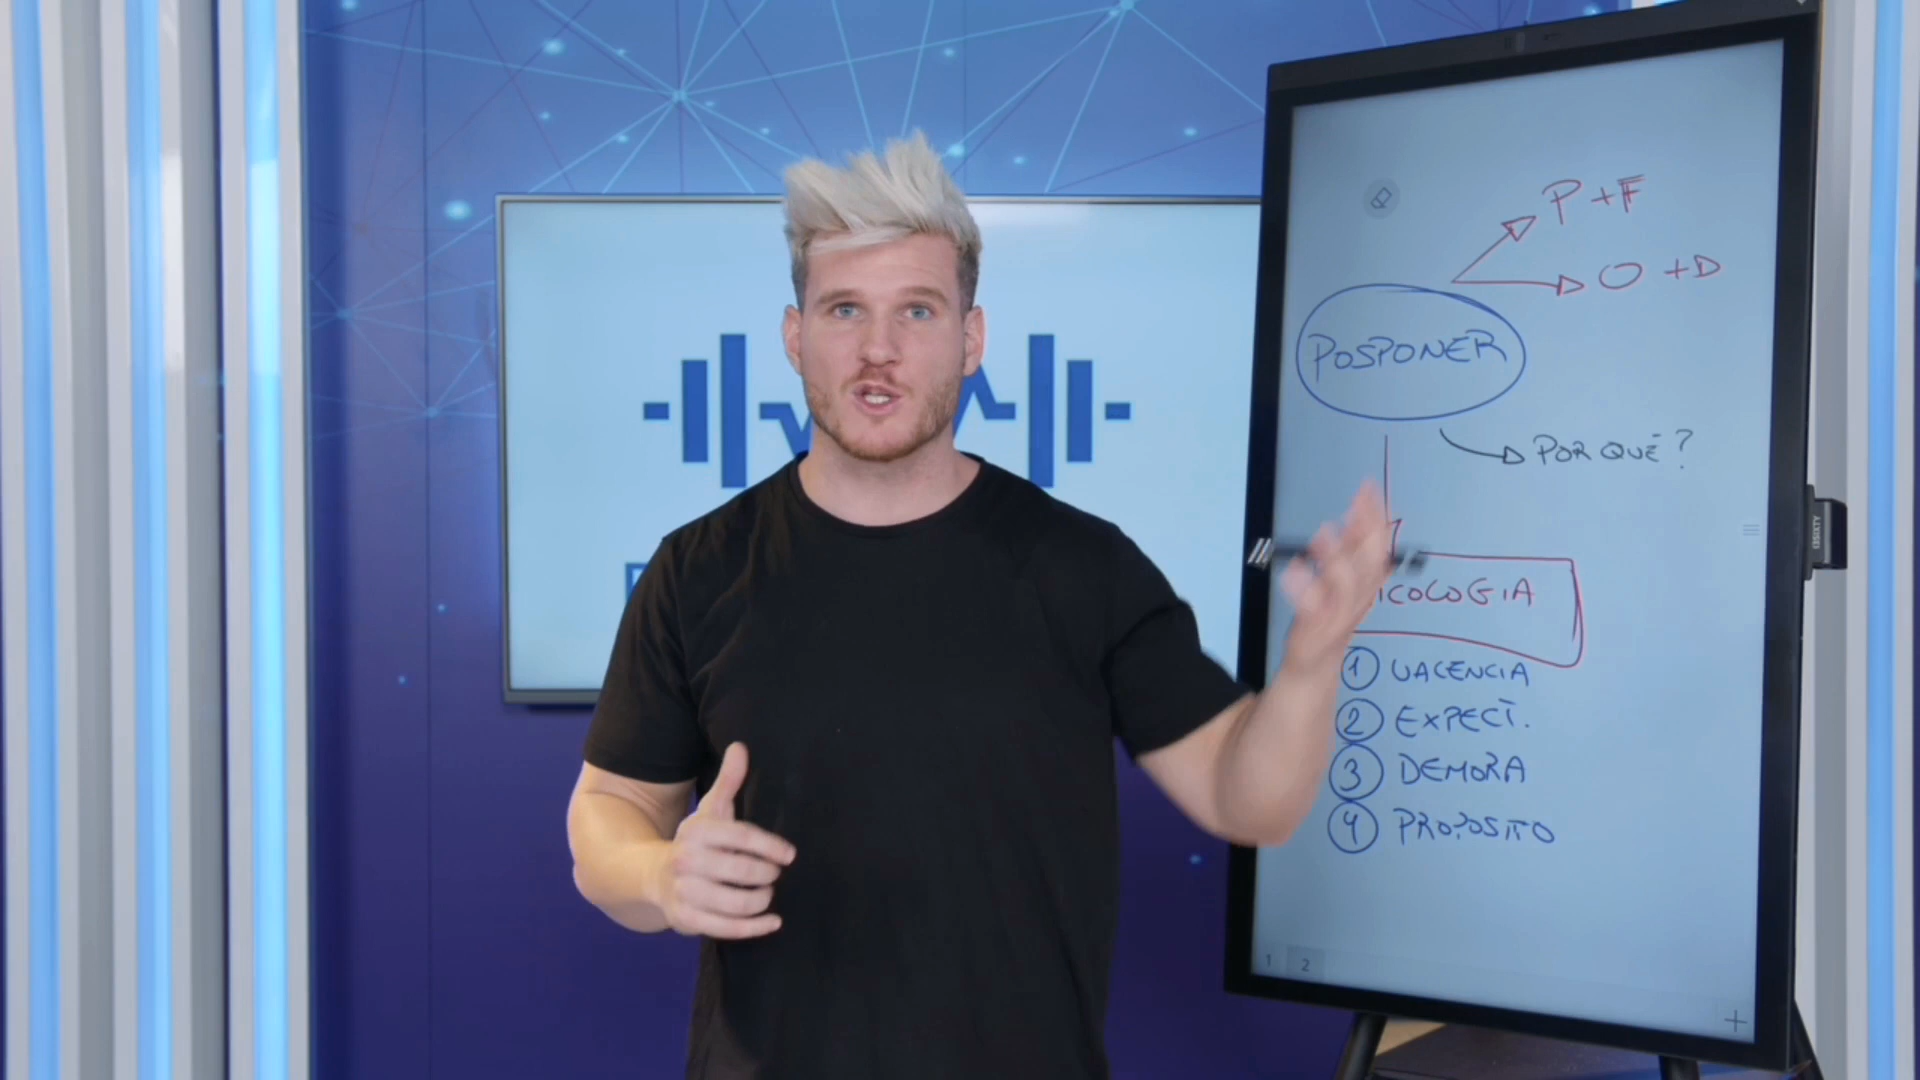 P + F
O + D
POSPONER
POR QUÉ?
ICOLOGIA
1 VALENCIA
2 EXPECT.
3 DEMORA
4 PROPOSITO
1 2